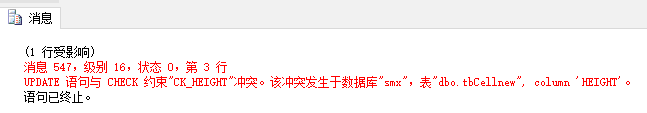 消息
(1 行受影响)
消息 547，级别 16，状态 0，第 3 行
UPDATE 语句与 CHECK 约束"CK_HEIGHT"冲突。该冲突发生于数据库"smx"，表"dbo.tbCellnew", column 'HEIGHT'。
语句已终止。